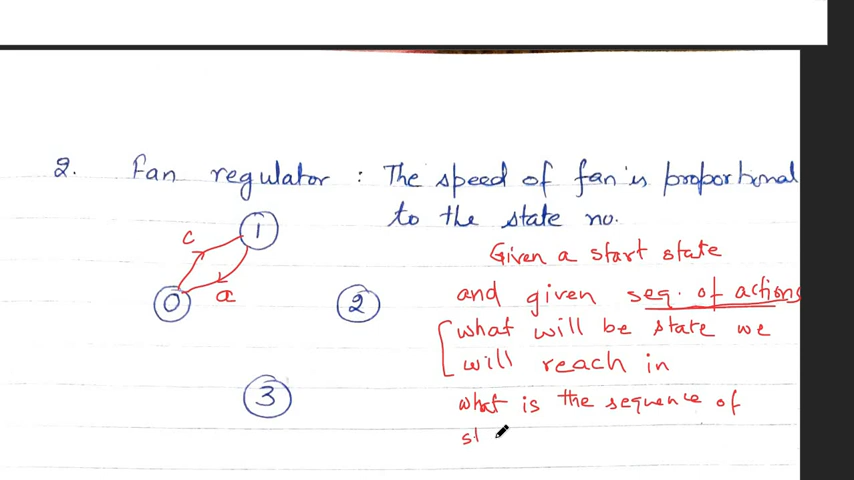 2. Fan regulator : The speed of fan is proportional
to the state no.
c
1
Given a start state
0
a
2
and given seq. of actions
what will be state we
will reach in
3
what is the sequence of
st